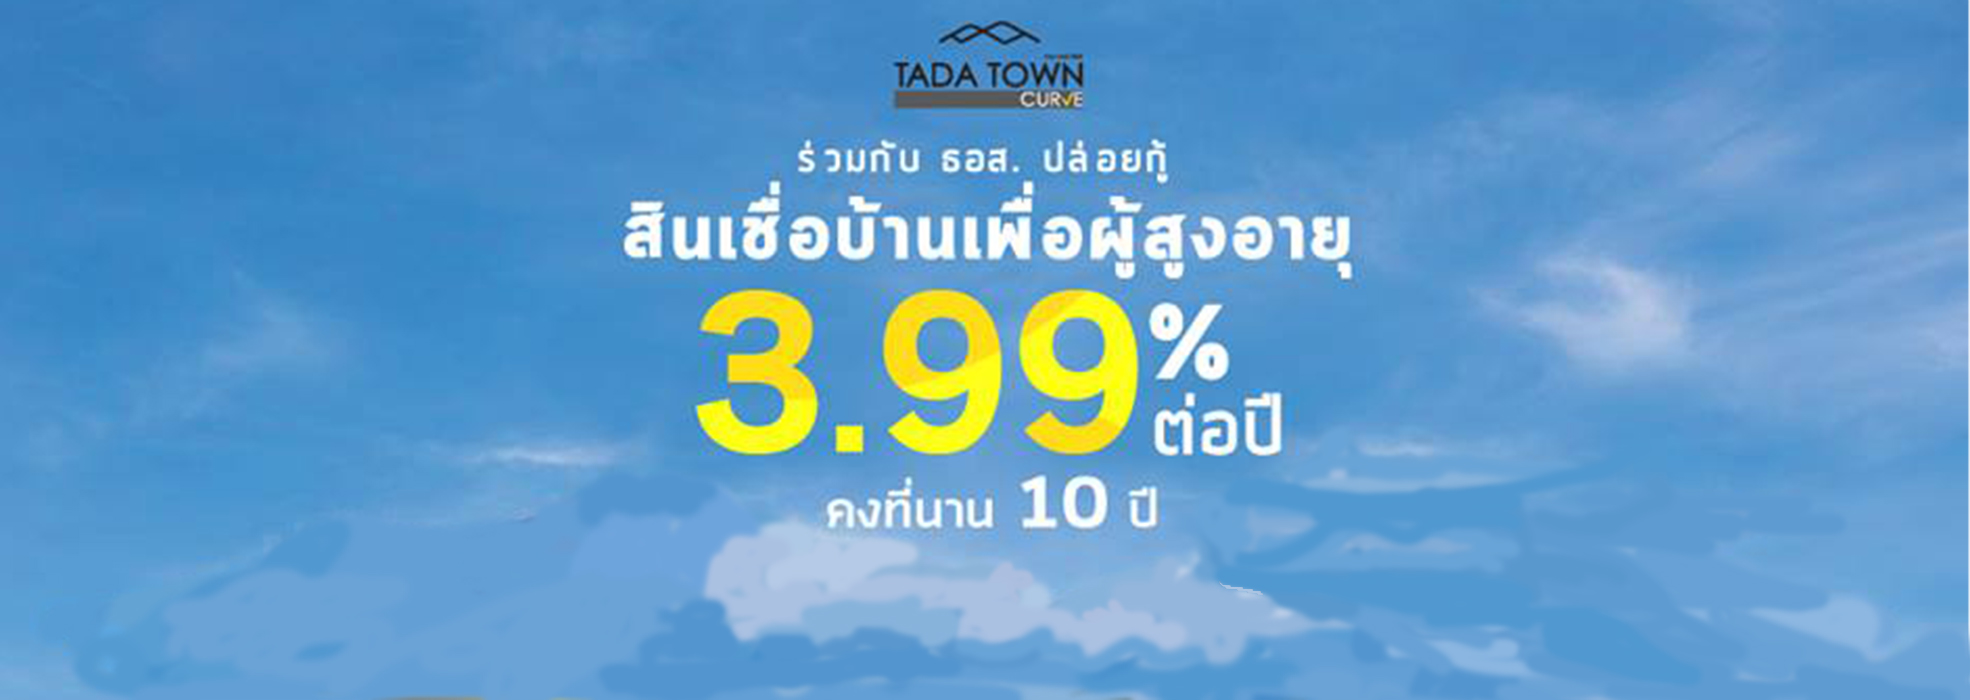 TADA TOWN
CURVE
ร่วมกับ ธอส. ปล่อยกู้
สินเชื่อบ้านเพื่อผู้สูงอายุ
3.99%
ต่อปี
คงที่นาน 10 ปี